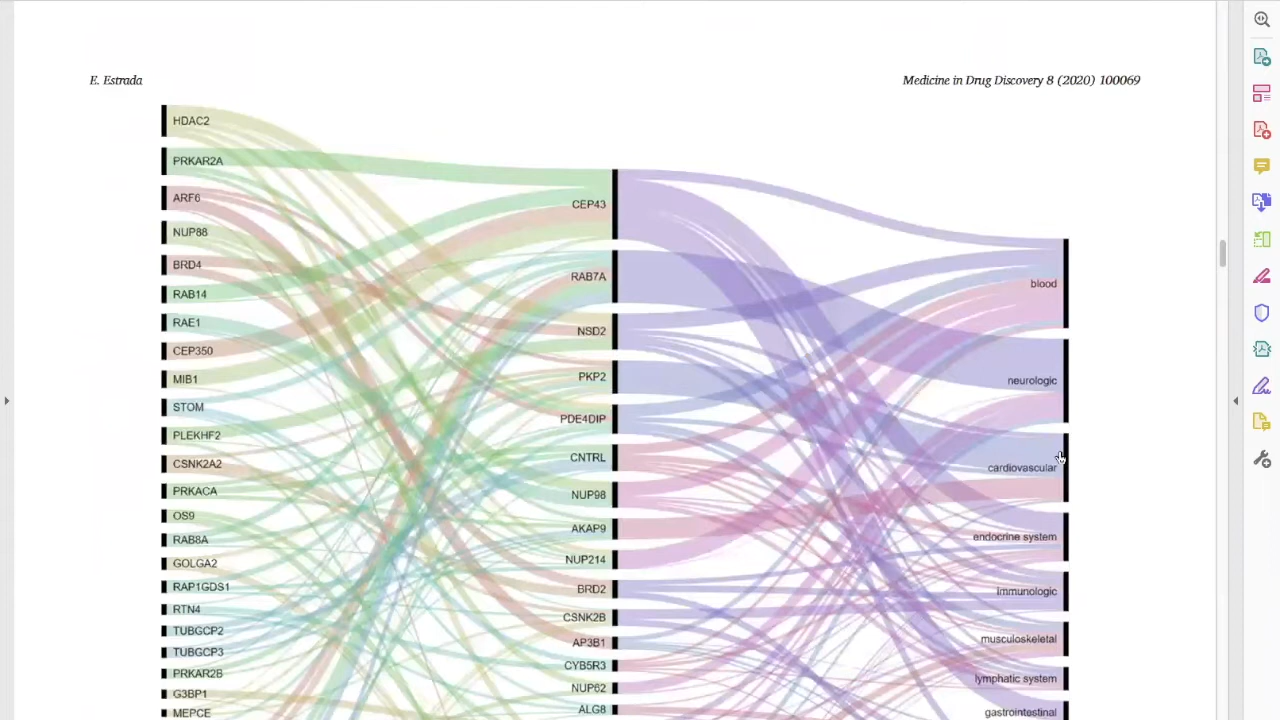 E. Estrada
Medicine in Drug Discovery 8 (2020) 100069
HDAC2
PRKAR2A
ARF6
NUP88
BRD4
RAB14
RAE1
CEP350
MIB1
STOM
PLEKHF2
CSNK2A2
PRKACA
OS9
RAB8A
GOLGA2
RAP1GDS1
RTN4
TUBGCP2
TUBGCP3
PRKAR2B
G3BP1
MEPCE
CEP43
RAB7A
NSD2
PKP2
PDE4DIP
CNTRL
NUP98
AKAP9
NUP214
BRD2
CSNK2B
AP3B1
CYB5R3
NUP62
ALG8
blood
neurologic
cardiovascular
endocrine system
immunologic
musculoskeletal
lymphatic system
gastrointestinal